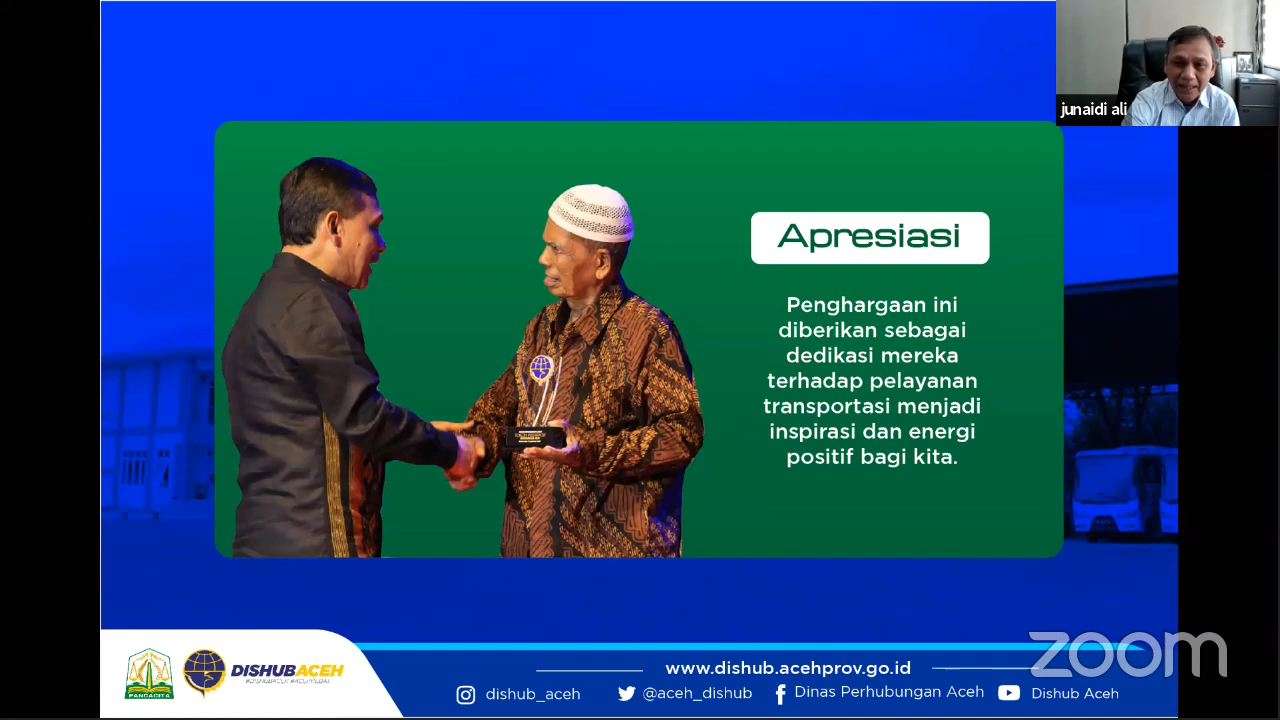 junaidi ali
Apresiasi
Penghargaan ini
diberikan sebagai
dedikasi mereka
terhadap pelayanan
transportasi menjadi
inspirasi dan energi
positif bagi kita.
PANCACITA
DISHUBACEH
www.dishub.acehprov.go.id
dishub_aceh
@aceh_dishub
Dinas Perhubungan Aceh
Dishub Aceh
zoom